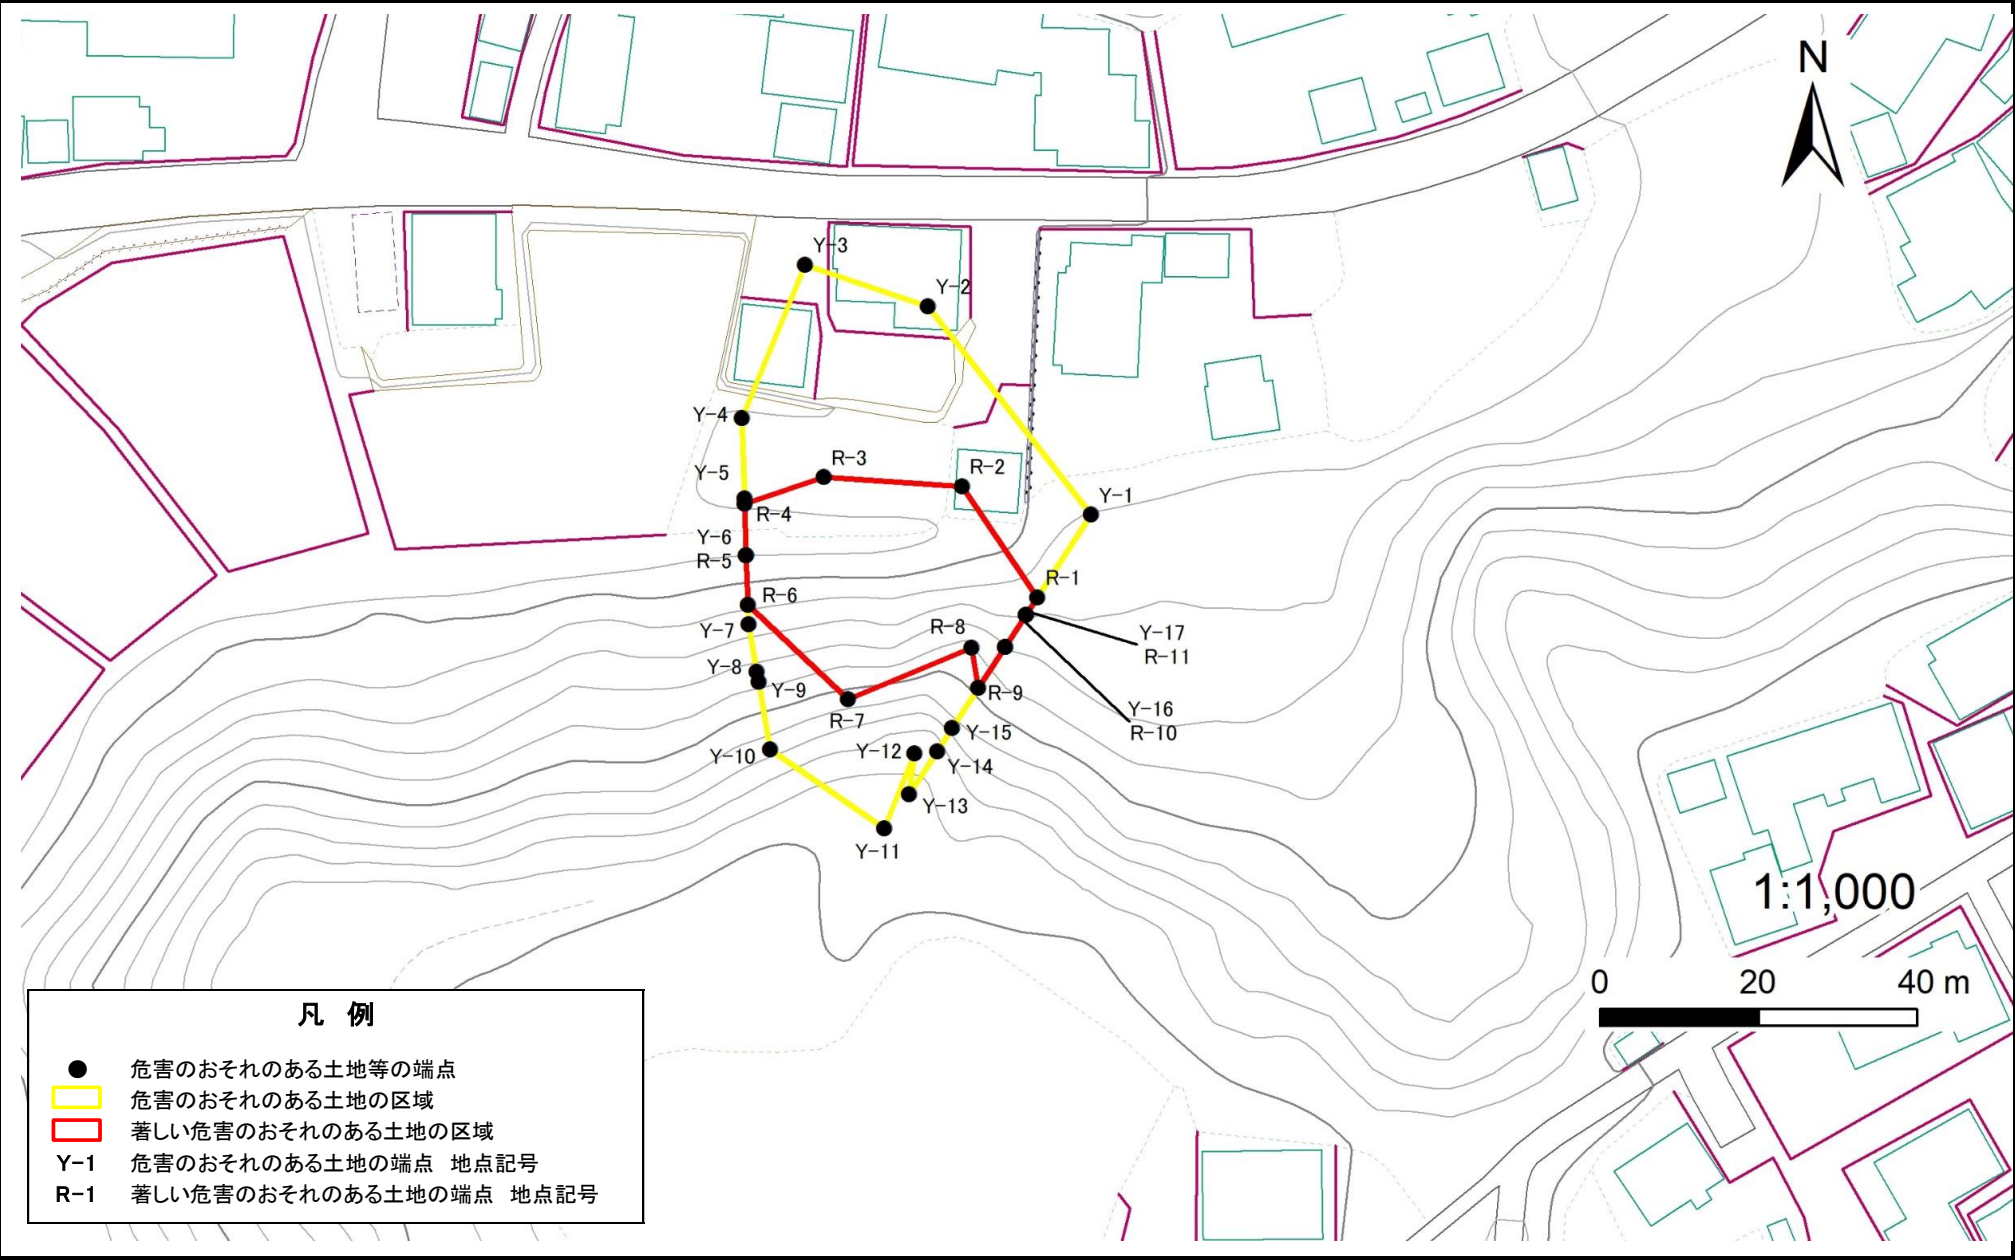 N
Y-3
Y-2
Y-4
R-3
Y-5
R-2
Y-1
R-4
Y-6
R-5
R-1
R-6
Y-7
R-8
Y-17
R-11
Y-8
Y-9
R-9
R-7
Y-16
R-10
Y-15
Y-10
Y-12
Y-14
Y-13
Y-11
1:1,000
0 20 40 m
凡 例
危害のおそれのある土地等の端点
危害のおそれのある土地の区域
著しい危害のおそれのある土地の区域
Y-1 危害のおそれのある土地の端点 地点記号
R-1 著しい危害のおそれのある土地の端点 地点記号